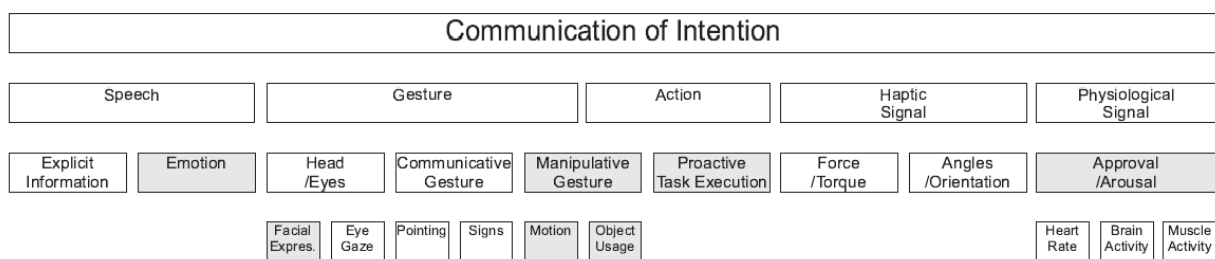 Communication of Intention
Speech
Gesture
Action
Haptic
Signal
Physiological
Signal
Explicit
Information
Emotion
Head
/Eyes
Communicative
Gesture
Manipulative
Gesture
Proactive
Task Execution
Force
/Torque
Angles
/Orientation
Approval
/Arousal
Facial
Expres.
Eye
Gaze
Pointing
Signs
Motion
Object
Usage
Heart
Rate
Brain
Activity
Muscle
Activity